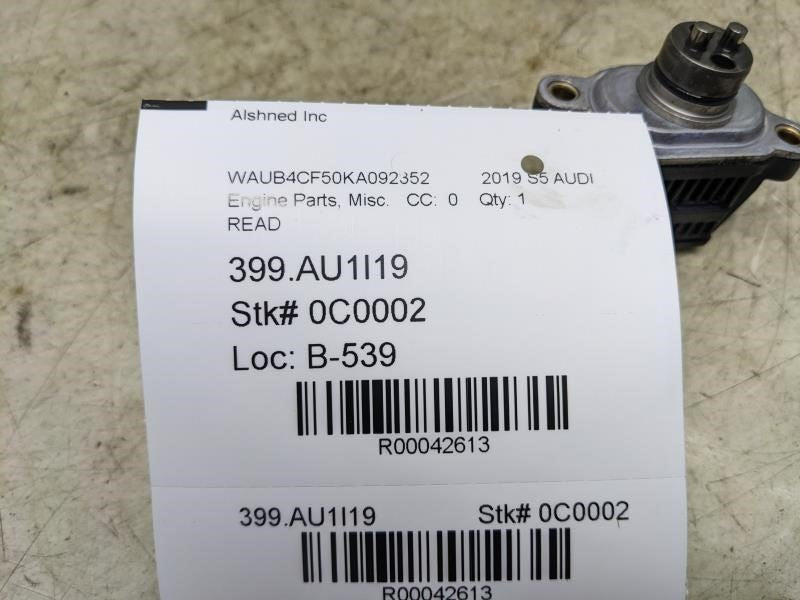 Alshned Inc
WAUB4CF50KA092352 2019 S5 AUDI
Engine Parts, Misc. CC: 0 Qty: 1
READ
399.AU1I19
Stk# 0C0002
Loc: B-539
R00042613
399.AU1I19 Stk# 0C0002
R00042613